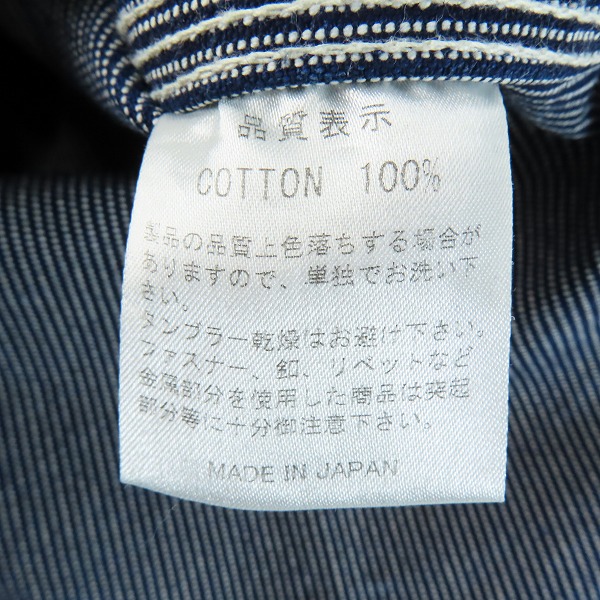 品質表示
COTTON 100%
製品の品質上色落ちする場合が
ありますので、単独でお洗い下
さい。
タンブラー乾燥はお避け下さい。
ファスナー、釦、リベットなど
金属部分を使用した商品は突起
部分等に十分御注意下さい。
MADE IN JAPAN